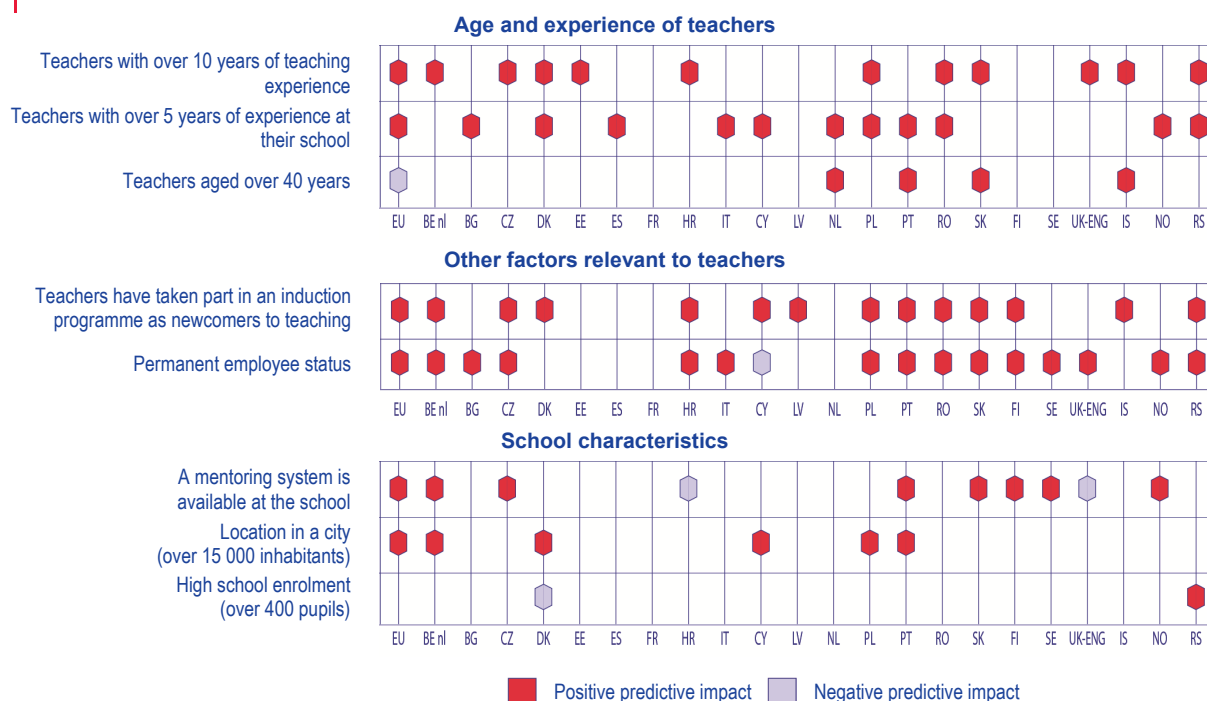 Age and experience of teachers
Teachers with over 10 years of teaching
experience
Teachers with over 5 years of experience at
their school
Teachers aged over 40 years
EU BE nl BG CZ DK EE ES FR HR IT CY LV NL PL PT RO SK FI SE UK-ENG IS NO RS
Other factors relevant to teachers
Teachers have taken part in an induction
programme as newcomers to teaching
Permanent employee status
EU BE nl BG CZ DK EE ES FR HR IT CY LV NL PL PT RO SK FI SE UK-ENG IS NO RS
School characteristics
A mentoring system is
available at the school
Location in a city
(over 15 000 inhabitants)
High school enrolment
(over 400 pupils)
EU BE nl BG CZ DK EE ES FR HR IT CY LV NL PL PT RO SK FI SE UK-ENG IS NO RS
Positive predictive impact Negative predictive impact